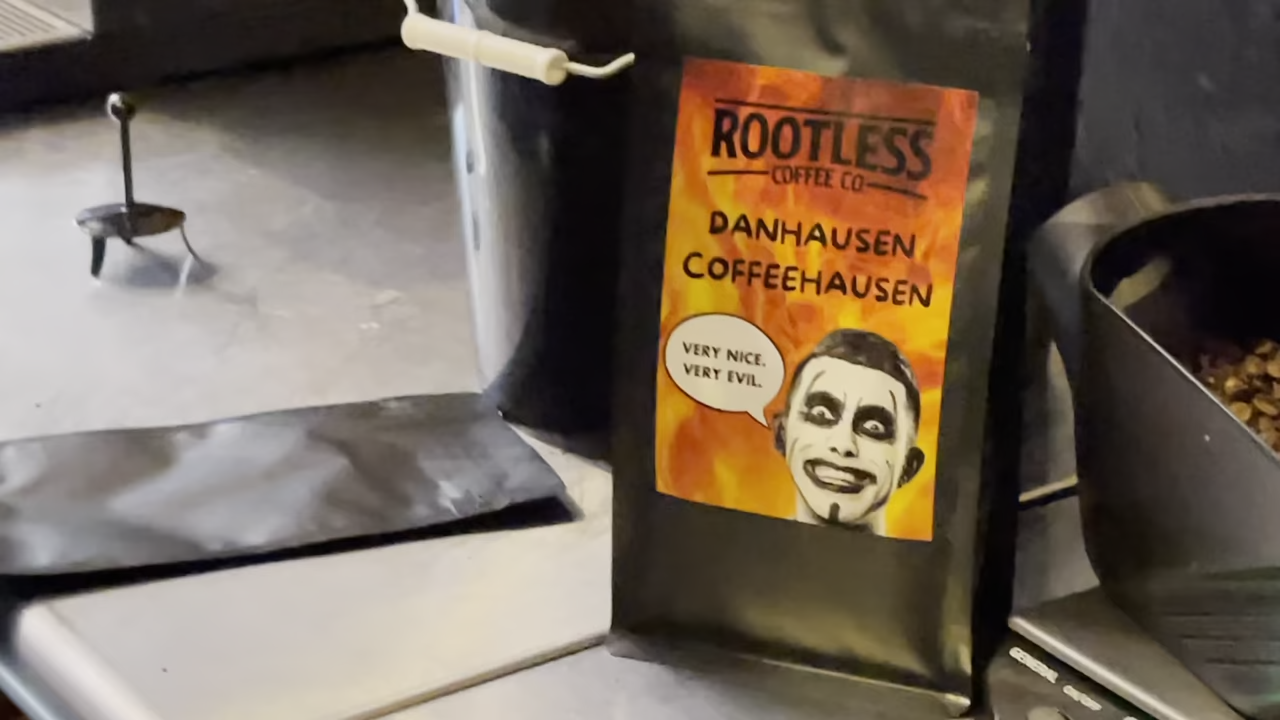 ROOTLESS
COFFEE CO
DANHAUSEN
COFFEEHAUSEN
VERY NICE.
VERY EVIL.